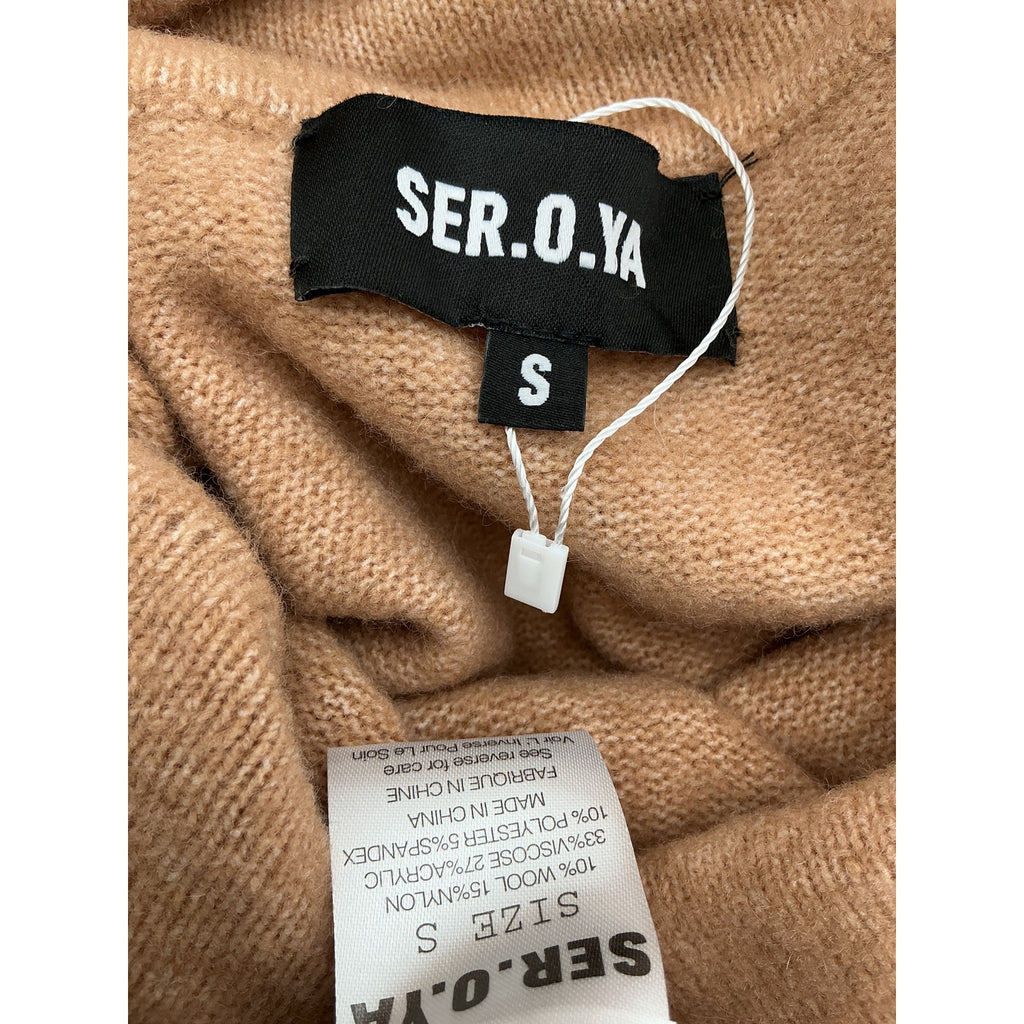 SER.O.YA
S
SER.O.YA
SIZE S
10% WOOL 15%NYLON
33%VISCOSE 27%ACRYLIC
10% POLYESTER 5%SPANDEX
MADE IN CHINA
FABRIQUE IN CHINE
See reverse for care
Voir L' Inverse Pour Le Soin